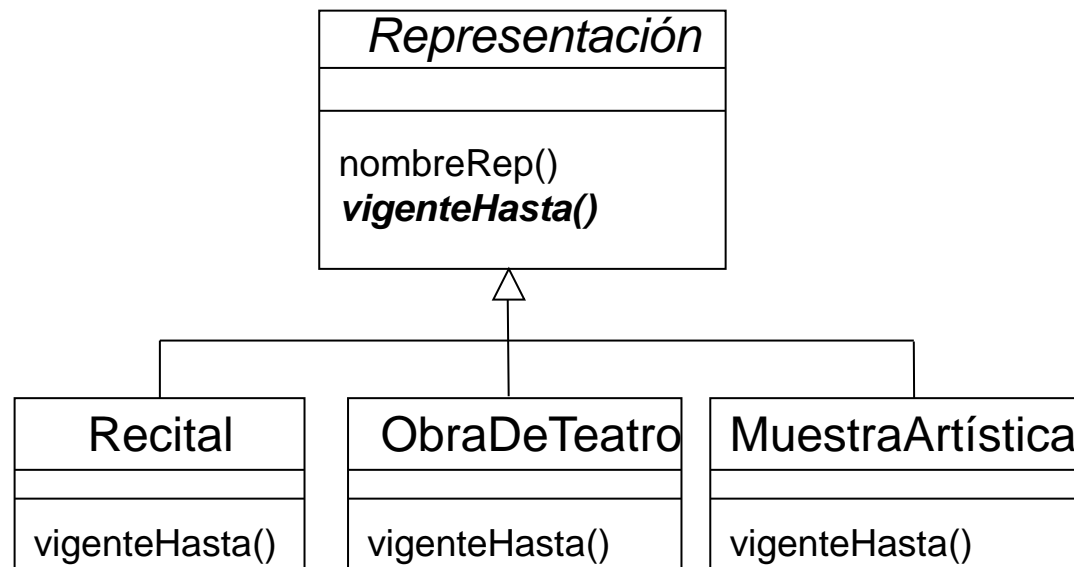 Representación
nombreRep()
vigenteHasta()
Recital
vigenteHasta()
ObraDeTeatro
vigenteHasta()
MuestraArtística
vigenteHasta()